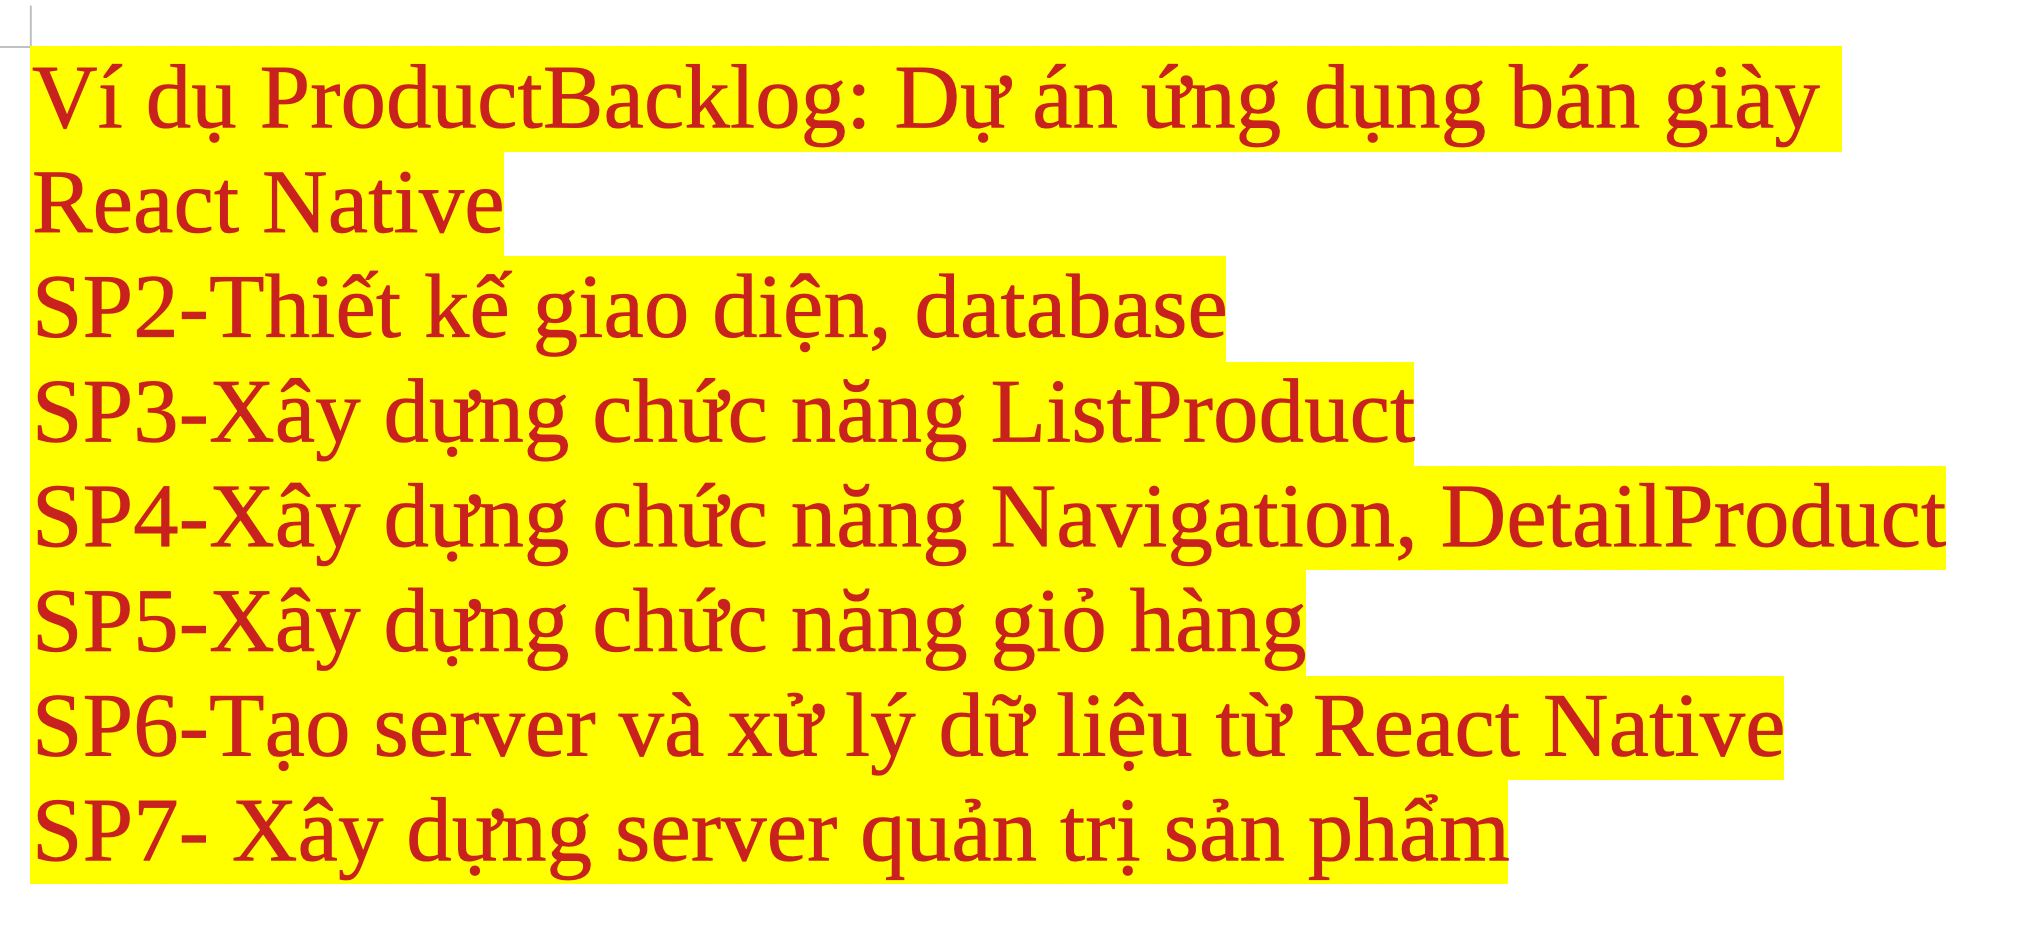 Ví dụ ProductBacklog: Dự án ứng dụng bán giày
React Native
SP2-Thiết kế giao diện, database
SP3-Xây dựng chức năng ListProduct
SP4-Xây dựng chức năng Navigation, DetailProduct
SP5-Xây dựng chức năng giỏ hàng
SP6-Tạo server và xử lý dữ liệu từ React Native
SP7- Xây dựng server quản trị sản phẩm